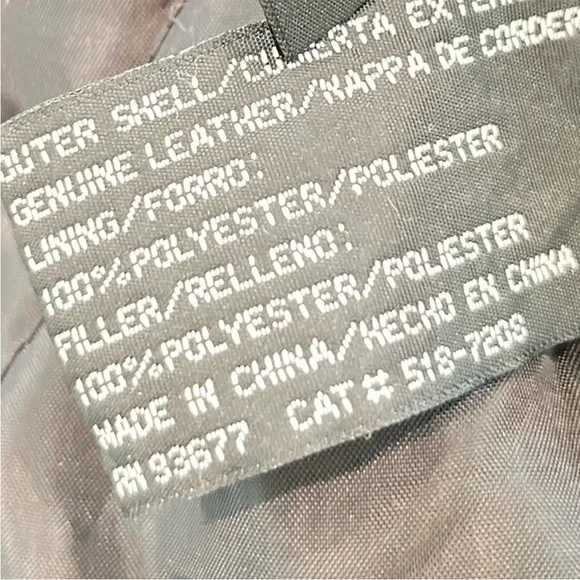 OUTER SHELL/CUBIERTA EXTER
GENUINE LEATHER/NAPPA DE CORDER
LINING/FORRO:
100% POLYESTER/POLIESTER
FILLER/RELLENO:
100% POLYESTER/POLIESTER
MADE IN CHINA/HECHO EN CHINA
RN 93677 CAT # 518-7208